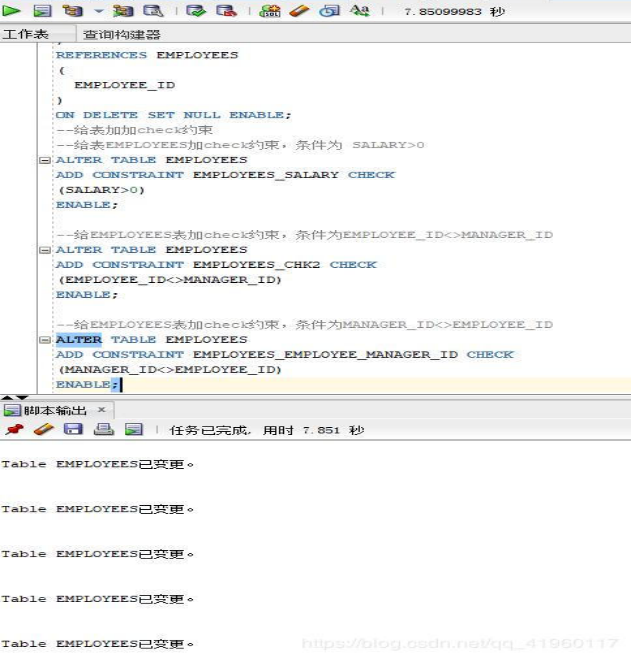 7.85099983 秒
工作表 查询构建器
REFERENCES EMPLOYEES
(
EMPLOYEE_ID
)
ON DELETE SET NULL ENABLE;
--给表加加check约束
--给表EMPLOYEES加check约束，条件为 SALARY>0
ALTER TABLE EMPLOYEES
ADD CONSTRAINT EMPLOYEES_SALARY CHECK
(SALARY>0)
ENABLE;
--给EMPLOYEES表加check约束，条件为EMPLOYEE_ID<>MANAGER_ID
ALTER TABLE EMPLOYEES
ADD CONSTRAINT EMPLOYEES_CHK2 CHECK
(EMPLOYEE_ID<>MANAGER_ID)
ENABLE;
--给EMPLOYEES表加check约束，条件为MANAGER_ID<>EMPLOYEE_ID
ALTER TABLE EMPLOYEES
ADD CONSTRAINT EMPLOYEES_EMPLOYEE_MANAGER_ID CHECK
(MANAGER_ID<>EMPLOYEE_ID)
ENABLE;
脚本输出 ×
任务已完成, 用时 7.851 秒
Table EMPLOYEES已变更。
Table EMPLOYEES已变更。
Table EMPLOYEES已变更。
Table EMPLOYEES已变更。
Table EMPLOYEES已变更。
https://blog.csdn.net/qq_41960117